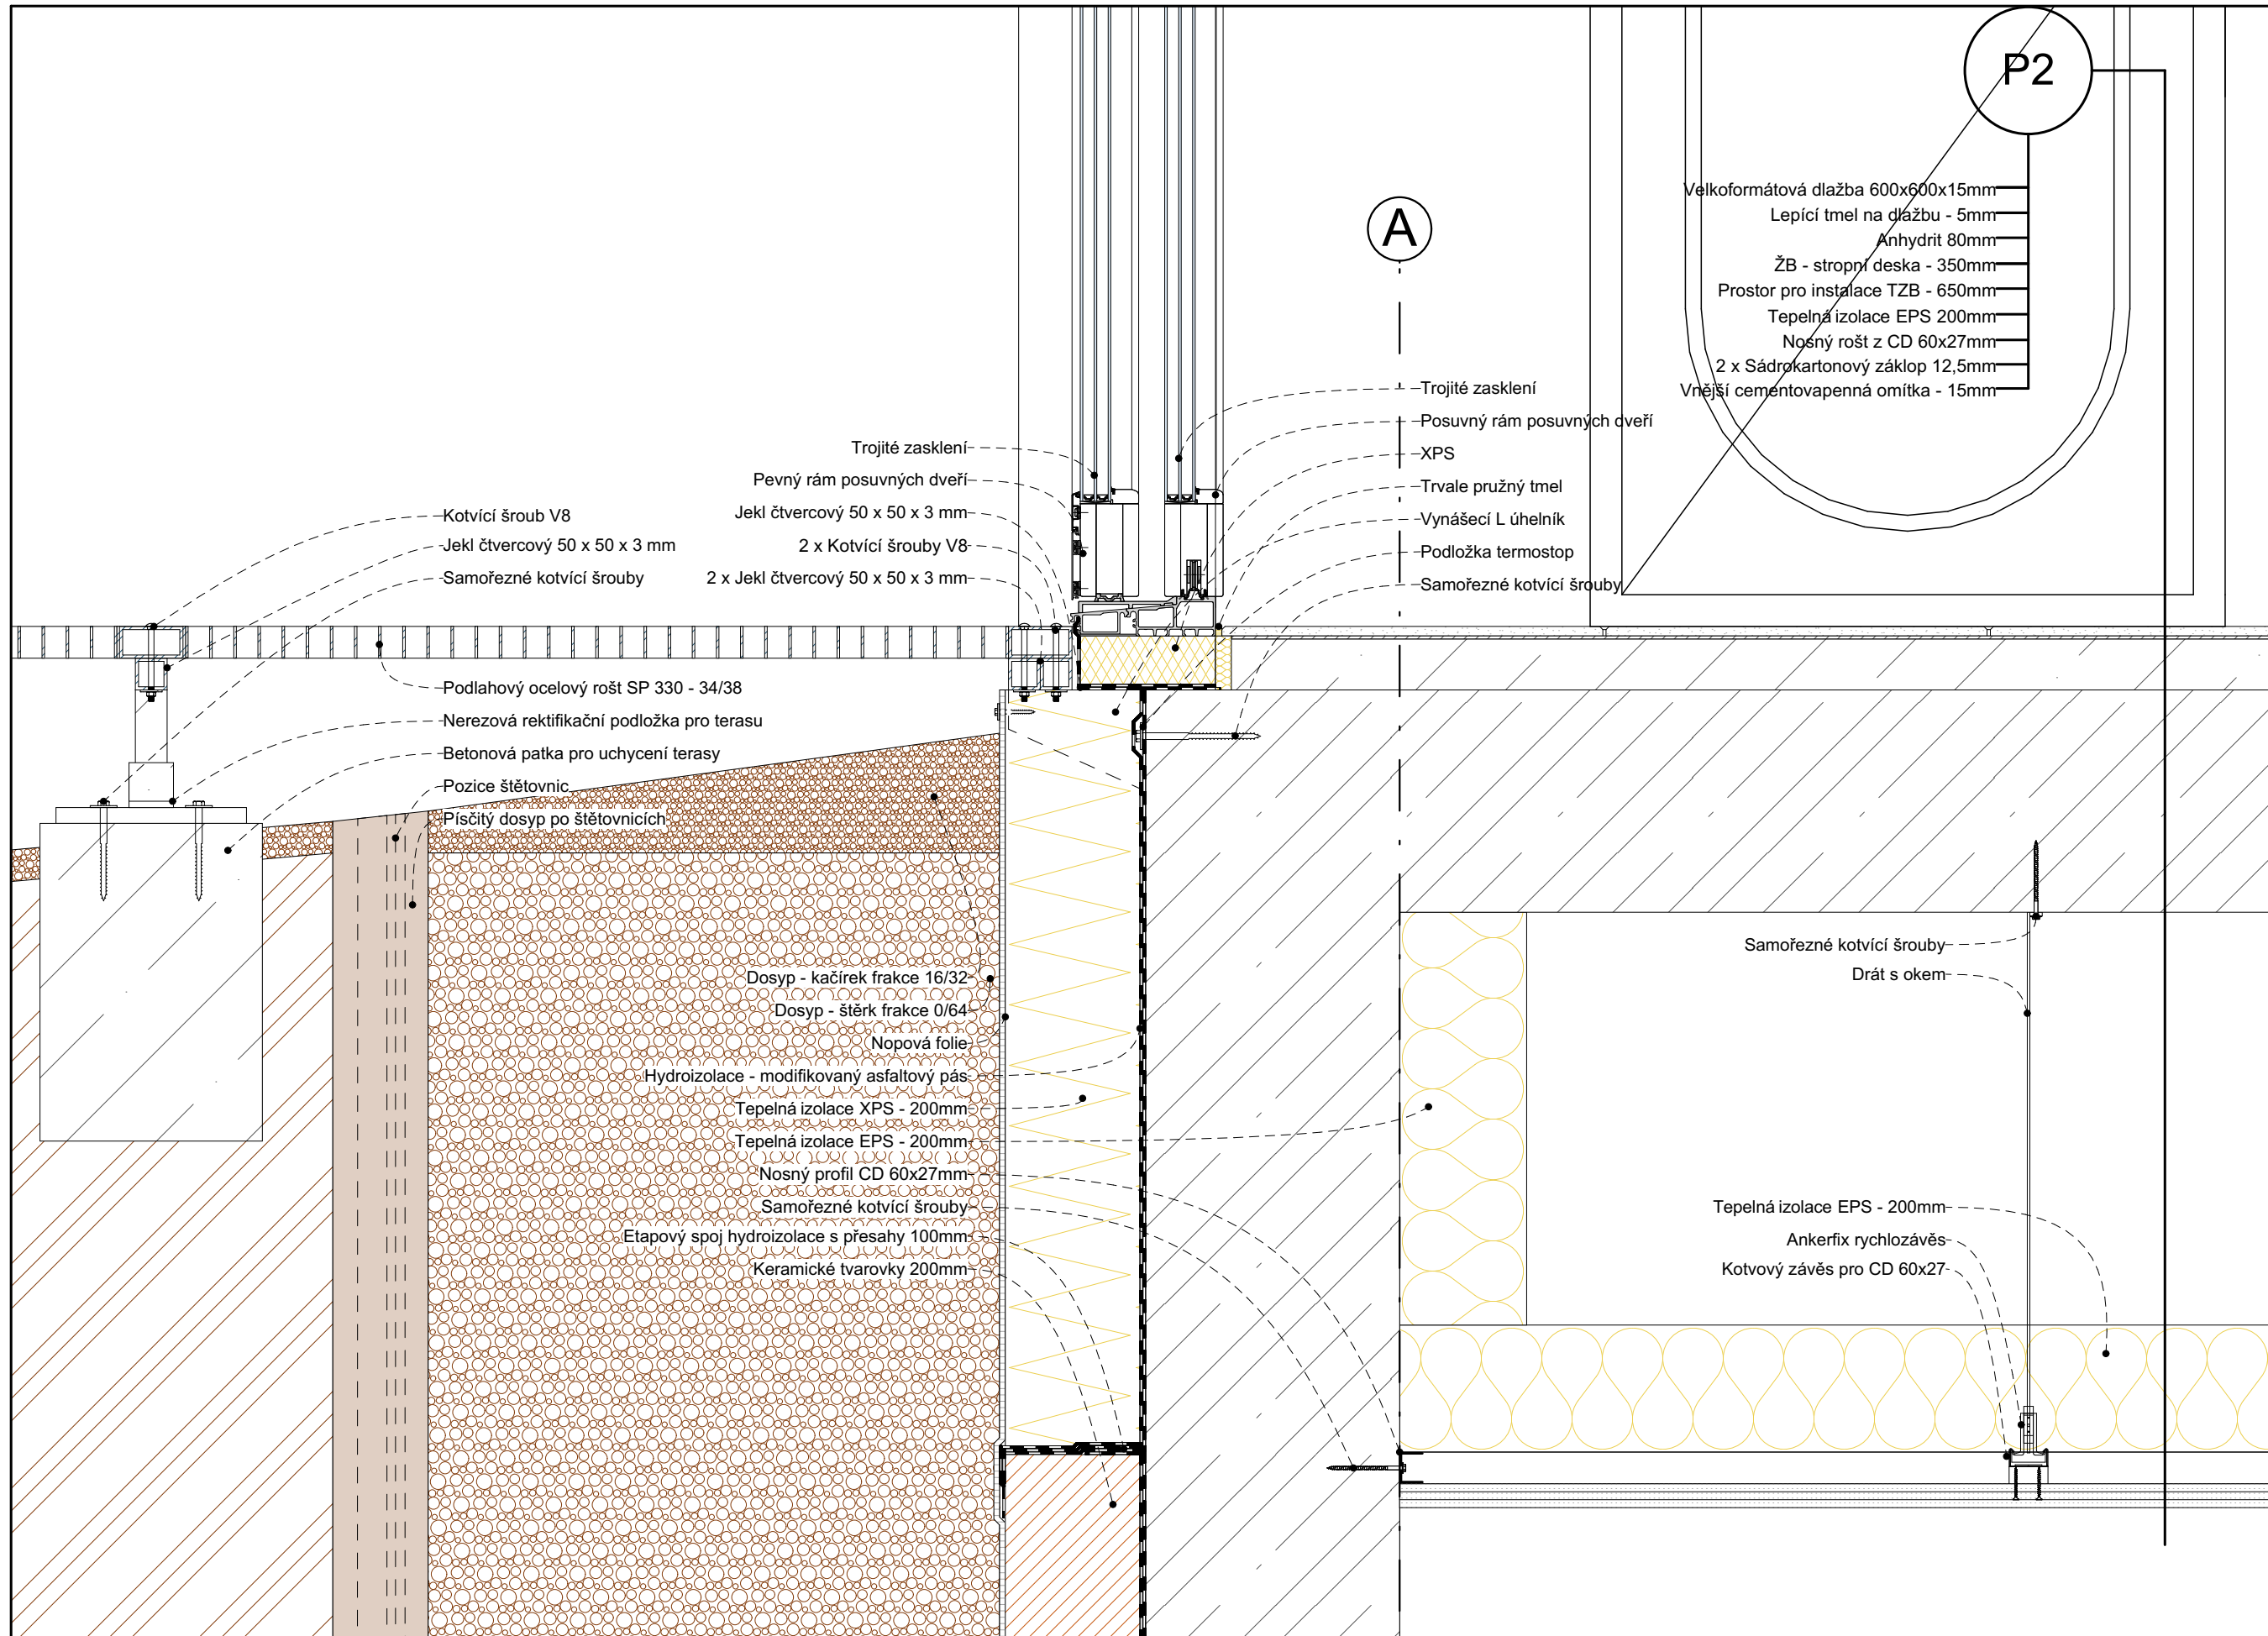 P2
Velkoformátová dlažba 600x600x15mm
Lepící tmel na dlažbu - 5mm
Anhydrit 80mm
ŽB - stropní deska - 350mm
Prostor pro instalace TZB - 650mm
Tepelná izolace EPS 200mm
Nosný rošt z CD 60x27mm
2 x Sádrokartonový záklop 12,5mm
Vnější cementovapenná omítka - 15mm
A
Trojité zasklení
Posuvný rám posuvných dveří
XPS
Trvale pružný tmel
Vynášecí L úhelník
Podložka termostop
Samořezné kotvící šrouby
Trojité zasklení
Pevný rám posuvných dveří
Jekl čtvercový 50 x 50 x 3 mm
2 x Kotvící šrouby V8
2 x Jekl čtvercový 50 x 50 x 3 mm
Kotvící šroub V8
Jekl čtvercový 50 x 50 x 3 mm
Samořezné kotvící šrouby
Podlahový ocelový rošt SP 330 - 34/38
Nerezová rektifikační podložka pro terasu
Betonová patka pro uchycení terasy
Pozice štětovnic
Písčitý dosyp po štětovnicích
Dosyp - kačírek frakce 16/32
Dosyp - štěrk frakce 0/64
Nopová folie
Hydroizolace - modifikovaný asfaltový pás
Tepelná izolace XPS - 200mm
Tepelná izolace EPS - 200mm
Nosný profil CD 60x27mm
Samořezné kotvící šrouby
Etapový spoj hydroizolace s přesahy 100mm
Keramické tvarovky 200mm
Samořezné kotvící šrouby
Drát s okem
Tepelná izolace EPS - 200mm
Ankerfix rychlozávěs
Kotvový závěs pro CD 60x27